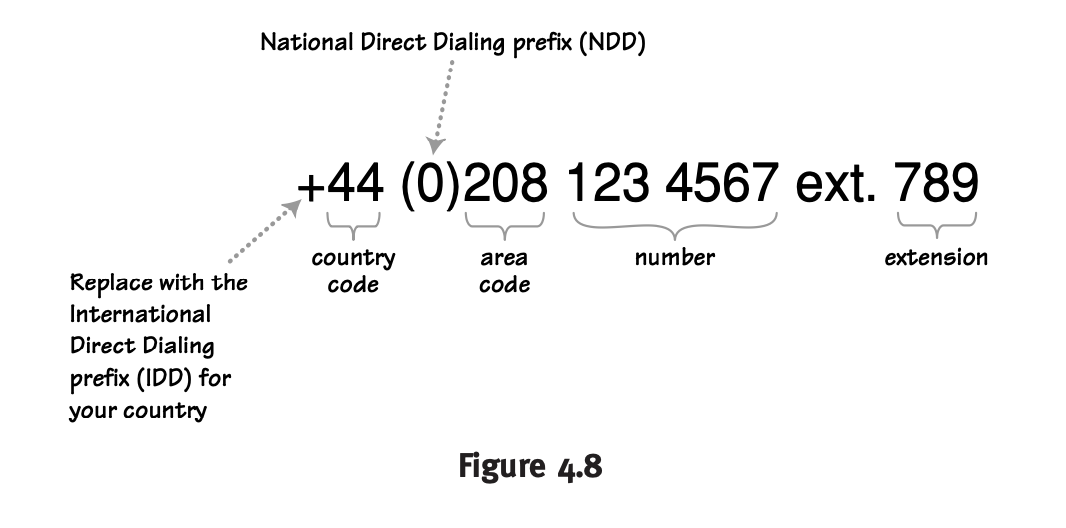 National Direct Dialing prefix (NDD)
+44 (0)208 123 4567 ext. 789
country
code
area
code
number
extension
Replace with the
International
Direct Dialing
prefix (IDD) for
your country
Figure 4.8